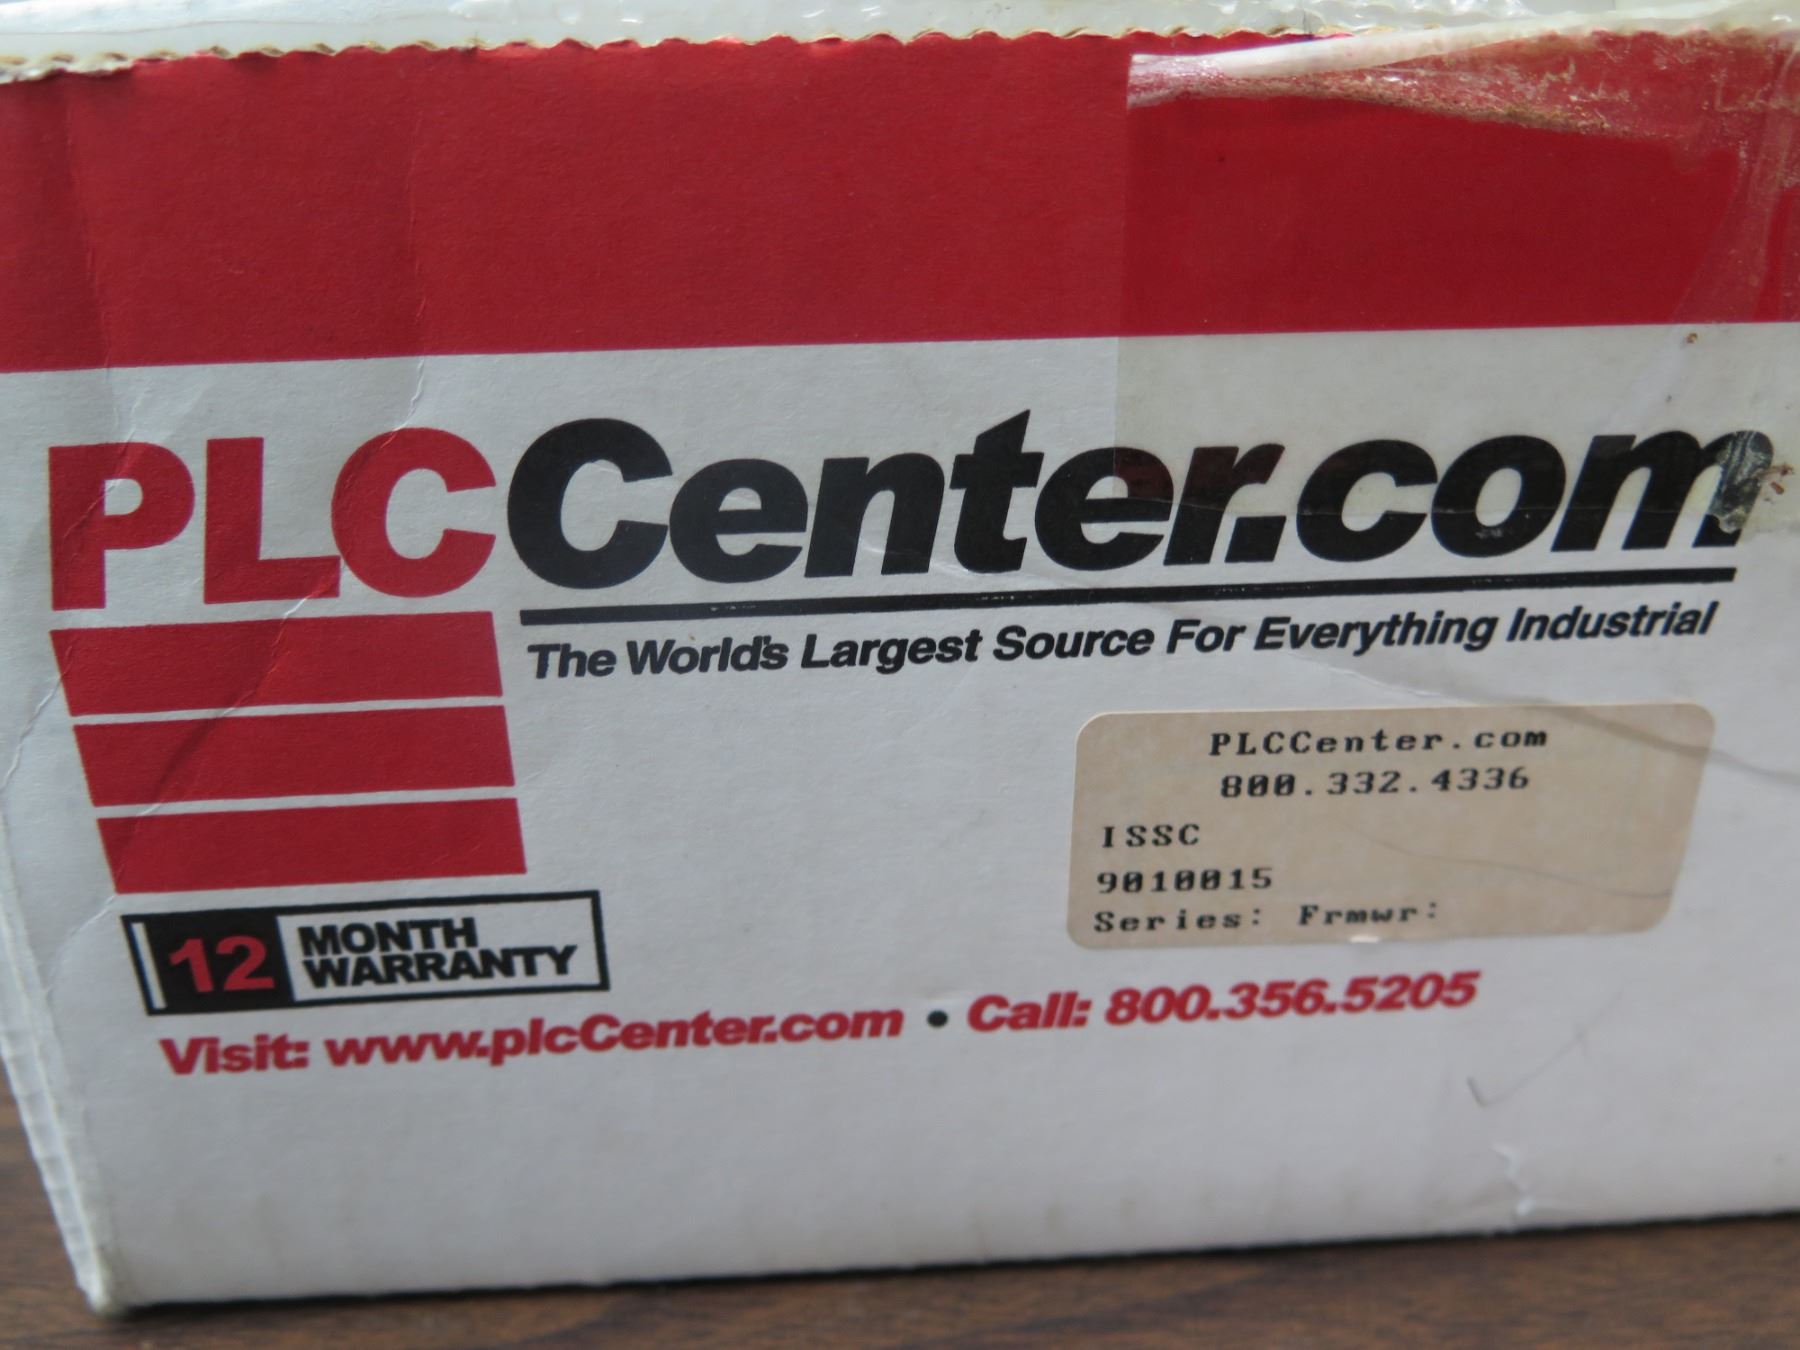 PLCCenter.com
The World's Largest Source For Everything Industrial
PLCCenter.com
800.332.4336
ISSC
9010015
Series: Frmwr:
12 MONTH
WARRANTY
Visit: www.plcCenter.com • Call: 800.356.5205